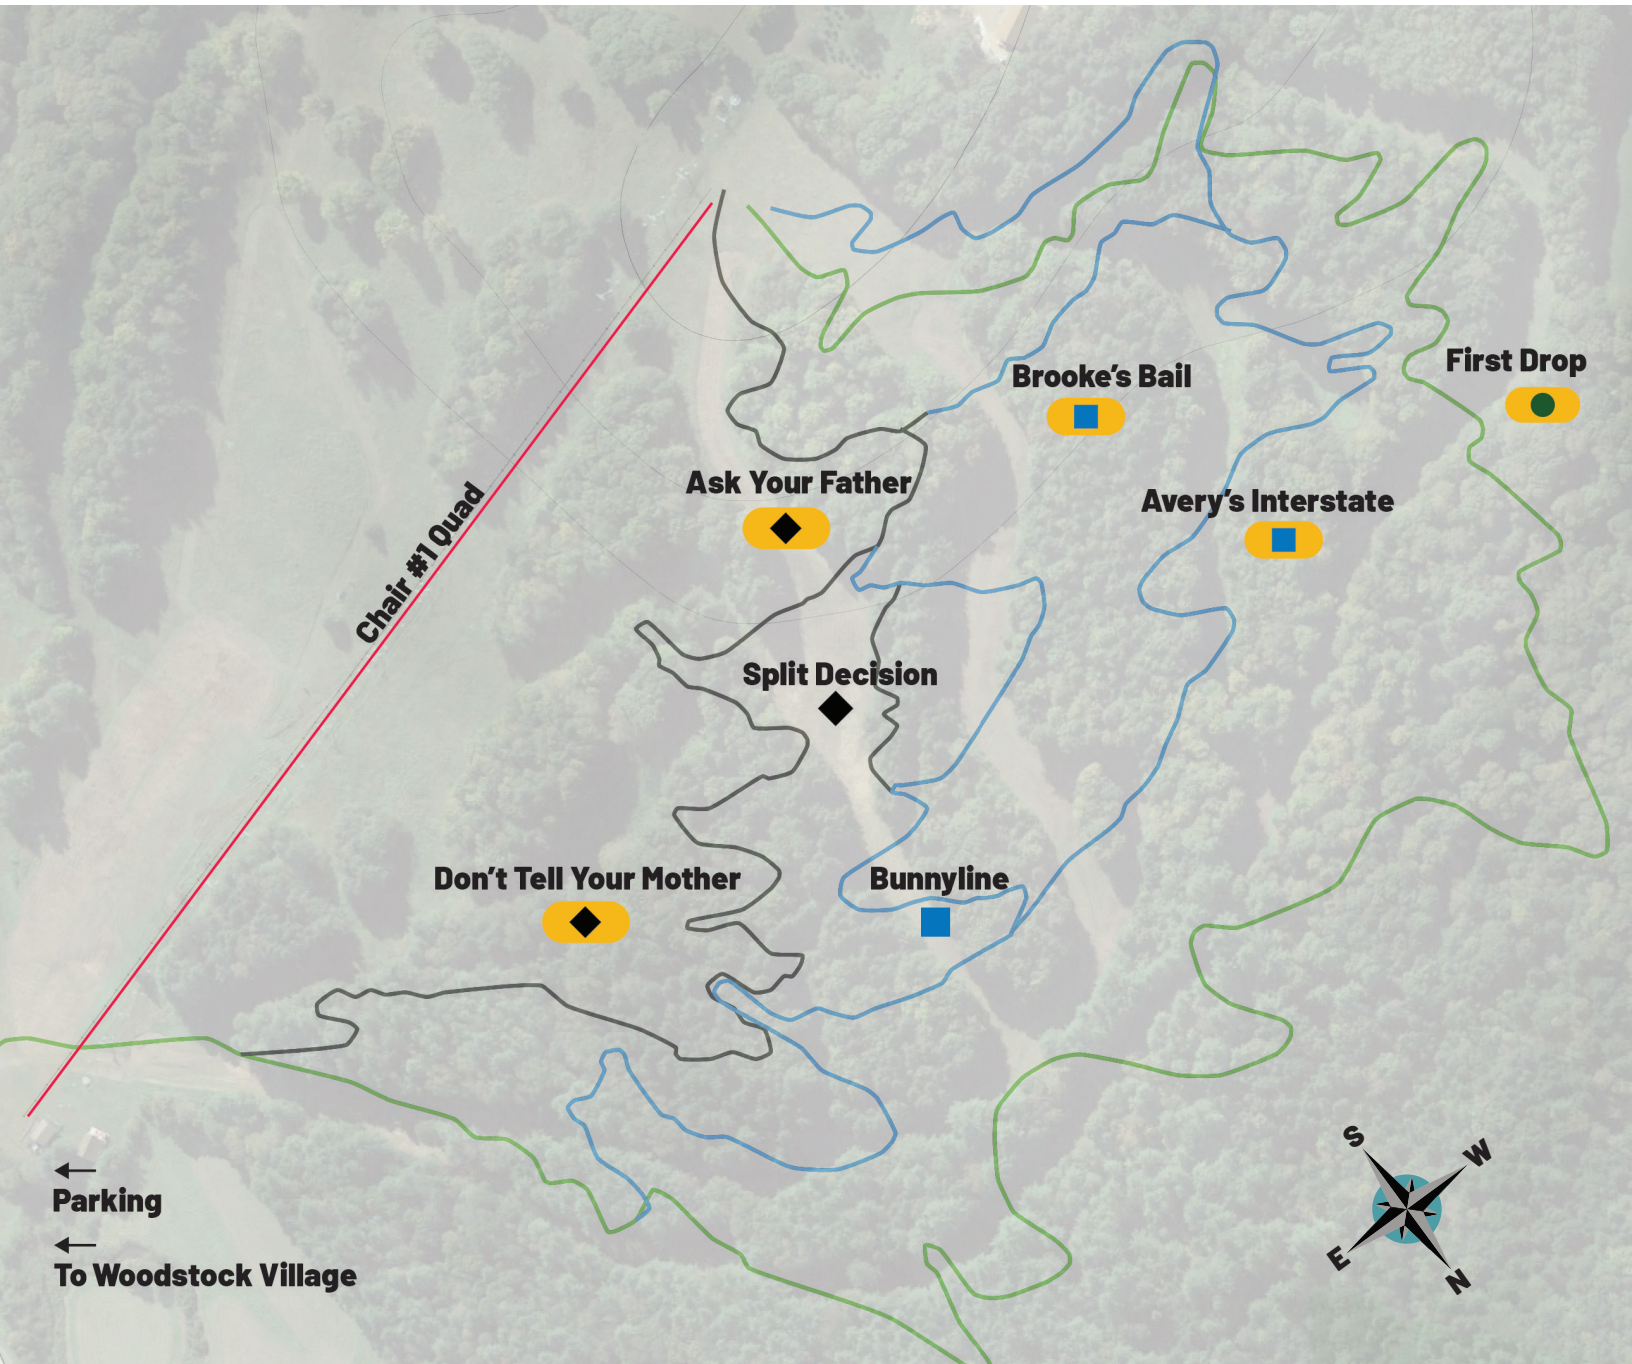 Brooke's Bail
First Drop
Ask Your Father
Avery's Interstate
Chair #1 Quad
Split Decision
Don't Tell Your Mother
Bunnyline
S
W
E
N
Parking
To Woodstock Village